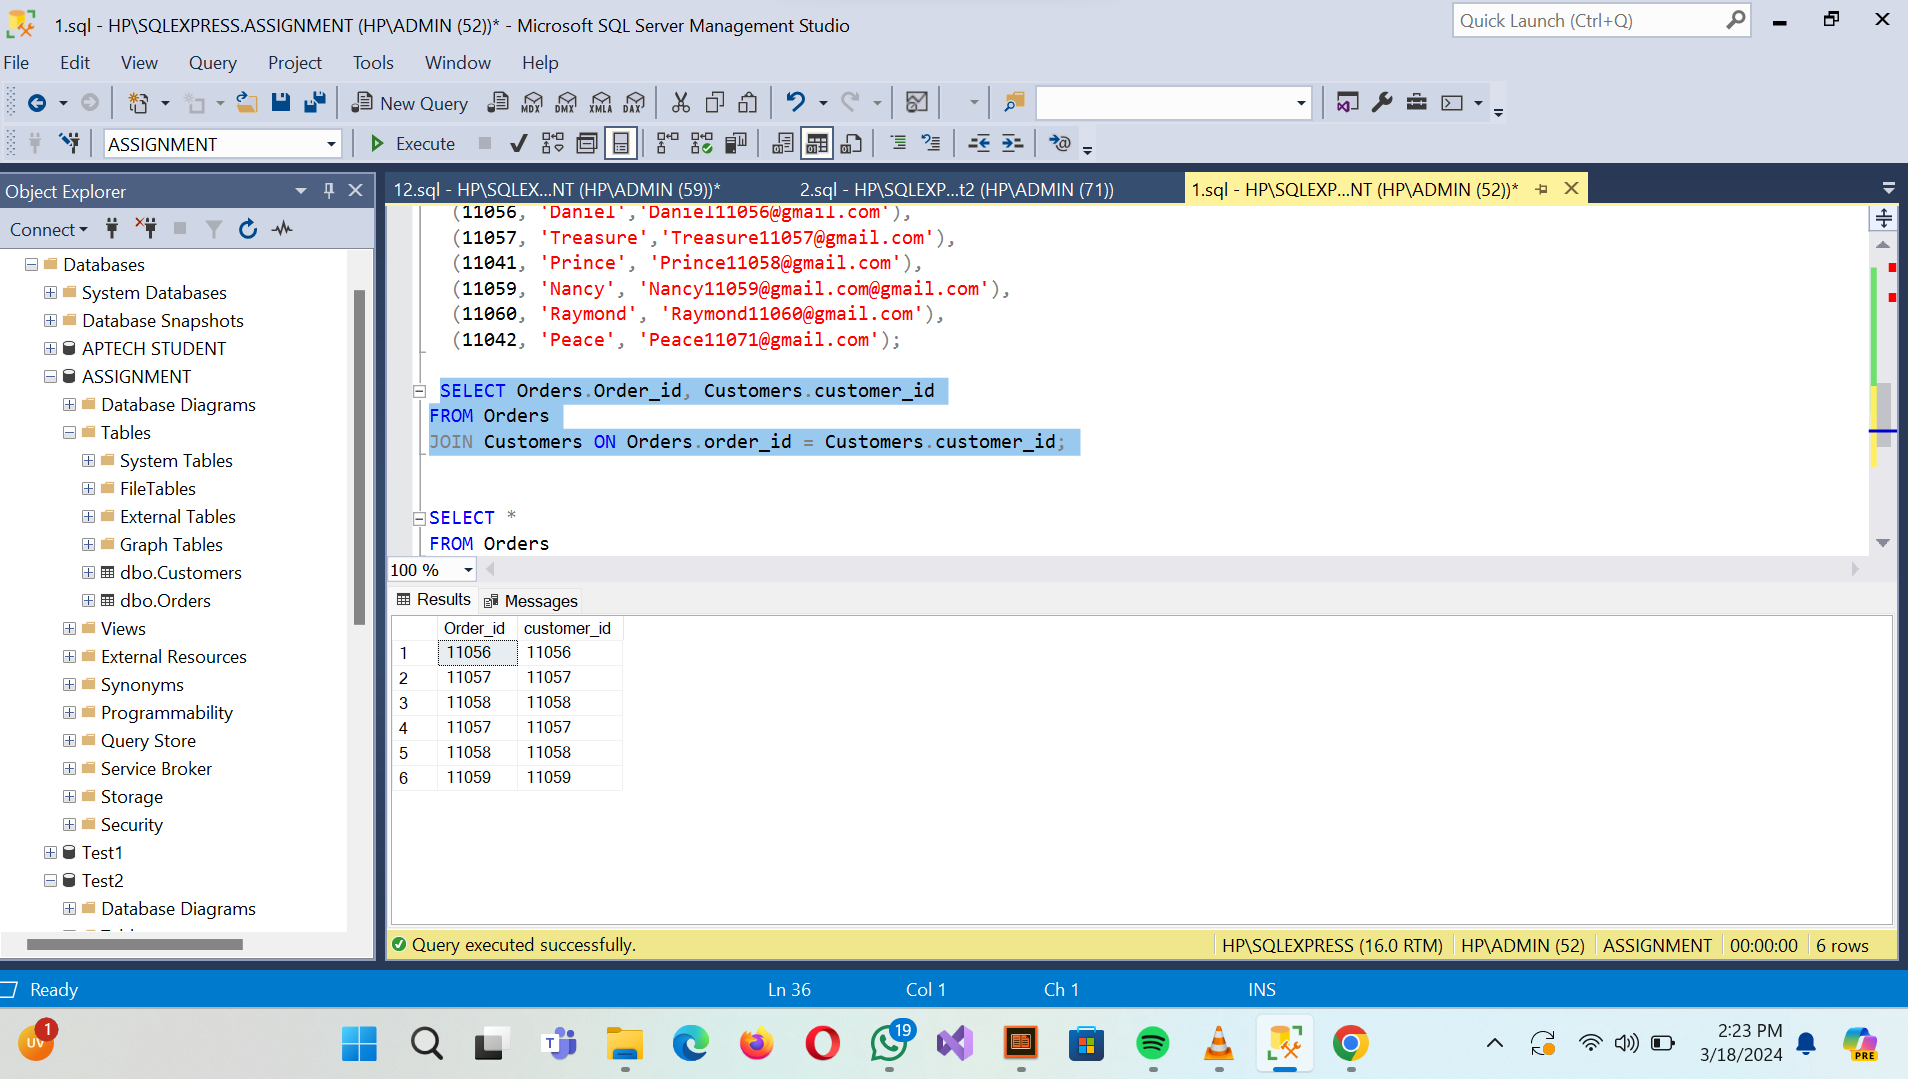 1.sql - HP\SQLEXPRESS.ASSIGNMENT (HP\ADMIN (52))* - Microsoft SQL Server Management Studio
Quick Launch (Ctrl+Q)
File Edit View Query Project Tools Window Help
New Query MDX DMX XMLA DAX
ASSIGNMENT Execute
Object Explorer
12.sql - HP\SQLEX...NT (HP\ADMIN (59))* 2.sql - HP\SQLEXP...t2 (HP\ADMIN (71)) 1.sql - HP\SQLEXP...NT (HP\ADMIN (52))*
Connect
Databases
System Databases
Database Snapshots
APTECH STUDENT
ASSIGNMENT
Database Diagrams
Tables
System Tables
FileTables
External Tables
Graph Tables
dbo.Customers
dbo.Orders
Views
External Resources
Synonyms
Programmability
Query Store
Service Broker
Storage
Security
Test1
Test2
Database Diagrams
(11056, 'Daniel','Daniel11056@gmail.com'),
(11057, 'Treasure','Treasure11057@gmail.com'),
(11041, 'Prince', 'Prince11058@gmail.com'),
(11059, 'Nancy', 'Nancy11059@gmail.com@gmail.com'),
(11060, 'Raymond', 'Raymond11060@gmail.com'),
(11042, 'Peace', 'Peace11071@gmail.com');
SELECT Orders.Order_id, Customers.customer_id
FROM Orders
JOIN Customers ON Orders.order_id = Customers.customer_id;
SELECT *
FROM Orders
100 %
Results Messages
Order_id customer_id
1 11056 11056
2 11057 11057
3 11058 11058
4 11057 11057
5 11058 11058
6 11059 11059
Query executed successfully. HP\SQLEXPRESS (16.0 RTM) HP\ADMIN (52) ASSIGNMENT 00:00:00 6 rows
Ready Ln 36 Col 1 Ch 1 INS
UV 1 19 2:23 PM
3/18/2024 PRE